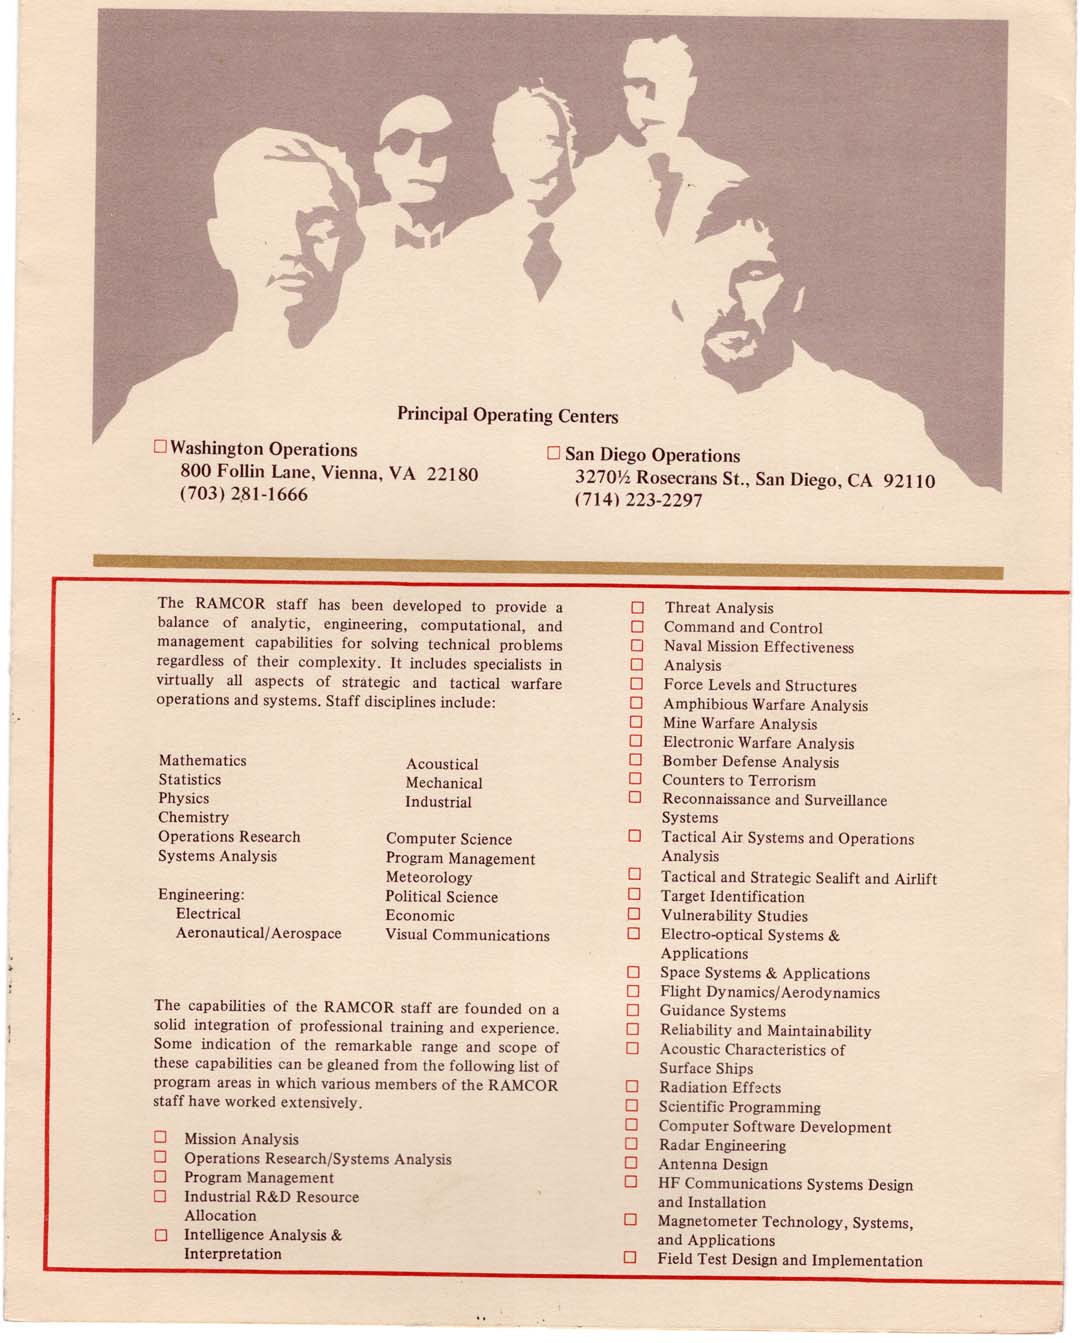 Principal Operating Centers
Washington Operations
800 Follin Lane, Vienna, VA 22180
(703) 281-1666
San Diego Operations
3270½ Rosecrans St., San Diego, CA 92110
(714) 223-2297
The RAMCOR staff has been developed to provide a
balance of analytic, engineering, computational, and
management capabilities for solving technical problems
regardless of their complexity. It includes specialists in
virtually all aspects of strategic and tactical warfare
operations and systems. Staff disciplines include:
Mathematics
Statistics
Physics
Chemistry
Operations Research
Systems Analysis
Engineering:
Electrical
Aeronautical/Aerospace
Acoustical
Mechanical
Industrial
Computer Science
Program Management
Meteorology
Political Science
Economic
Visual Communications
The capabilities of the RAMCOR staff are founded on a
solid integration of professional training and experience.
Some indication of the remarkable range and scope of
these capabilities can be gleaned from the following list of
program areas in which various members of the RAMCOR
staff have worked extensively.
☐ Mission Analysis
☐ Operations Research/Systems Analysis
☐ Program Management
☐ Industrial R&D Resource
Allocation
☐ Intelligence Analysis &
Interpretation
☐ Threat Analysis
☐ Command and Control
☐ Naval Mission Effectiveness
☐ Analysis
☐ Force Levels and Structures
☐ Amphibious Warfare Analysis
☐ Mine Warfare Analysis
☐ Electronic Warfare Analysis
☐ Bomber Defense Analysis
☐ Counters to Terrorism
☐ Reconnaissance and Surveillance
Systems
☐ Tactical Air Systems and Operations
Analysis
☐ Tactical and Strategic Sealift and Airlift
☐ Target Identification
☐ Vulnerability Studies
☐ Electro-optical Systems &
Applications
☐ Space Systems & Applications
☐ Flight Dynamics/Aerodynamics
☐ Guidance Systems
☐ Reliability and Maintainability
☐ Acoustic Characteristics of
Surface Ships
☐ Radiation Effects
☐ Scientific Programming
☐ Computer Software Development
☐ Radar Engineering
☐ Antenna Design
☐ HF Communications Systems Design
and Installation
☐ Magnetometer Technology, Systems,
and Applications
☐ Field Test Design and Implementation